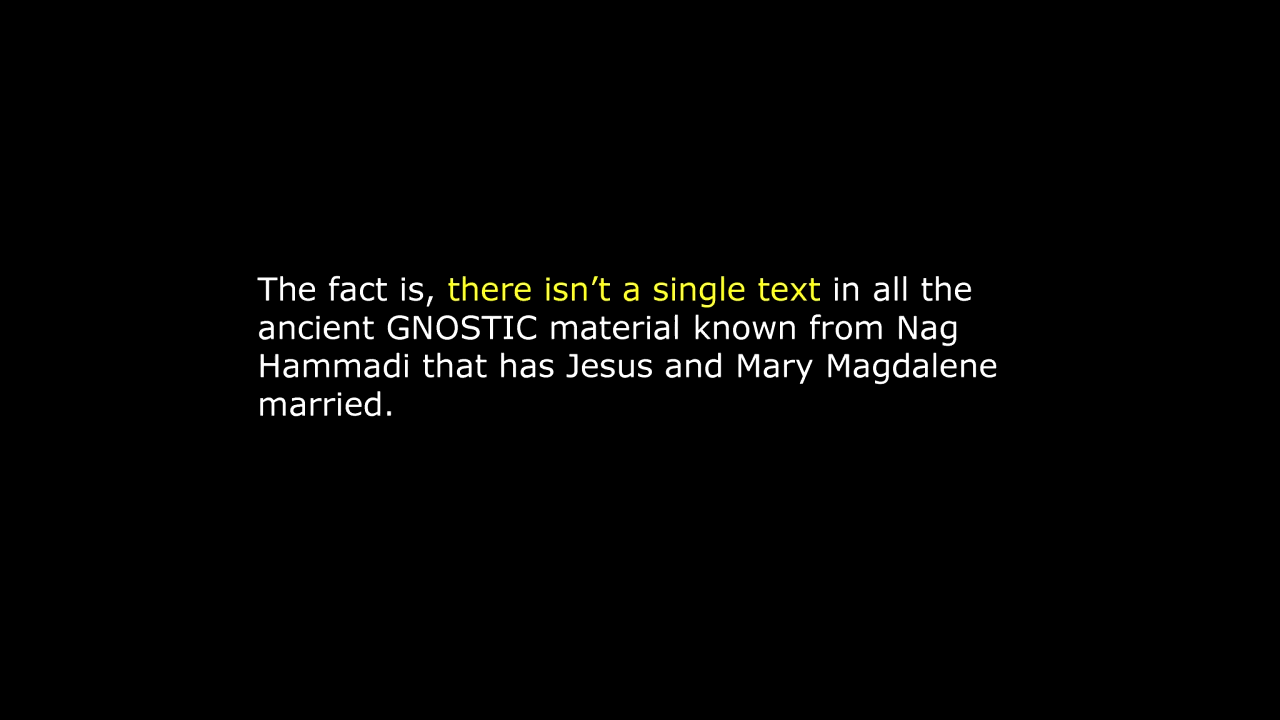 The fact is, there isn’t a single text in all the
ancient GNOSTIC material known from Nag
Hammadi that has Jesus and Mary Magdalene
married.